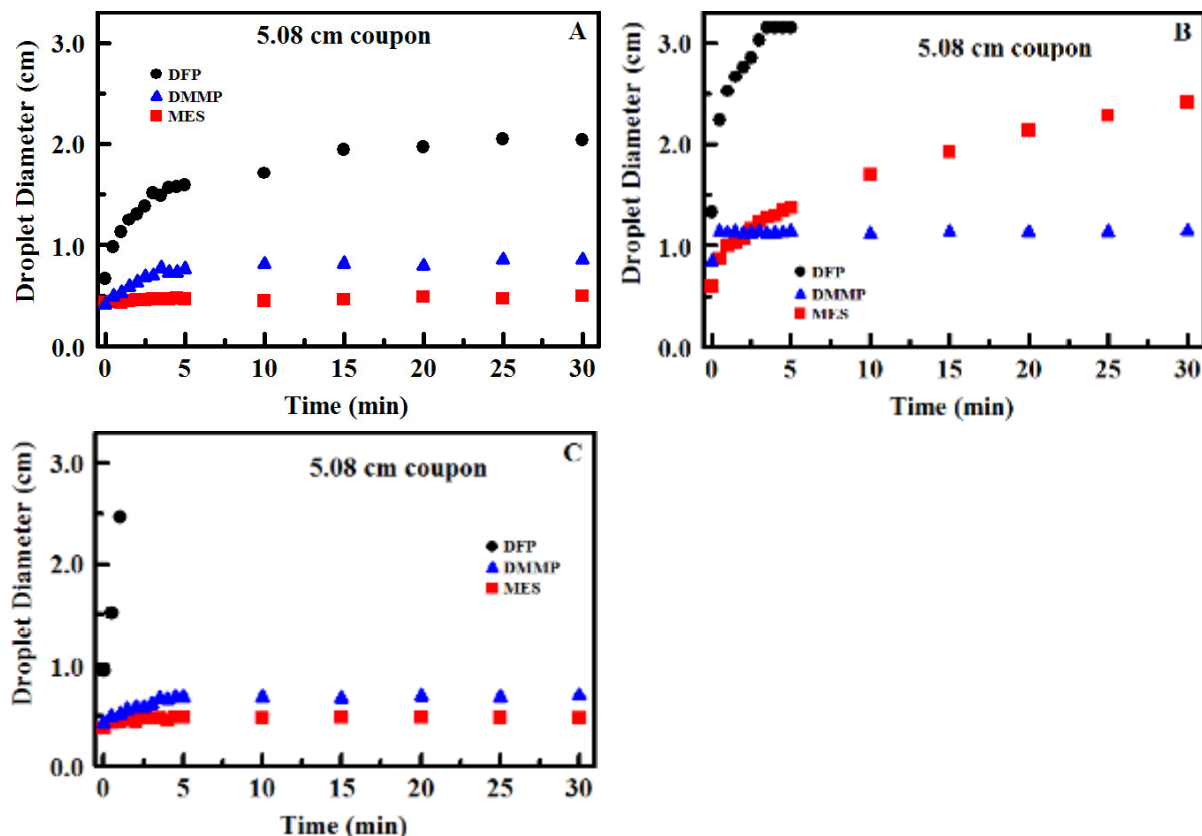 5.08 cm coupon
A
Droplet Diameter (cm)
3.0
2.0
1.0
0.0
DFP
DMMP
MES
0 5 10 15 20 25 30
Time (min)
5.08 cm coupon
B
Droplet Diameter (cm)
3.0
2.0
1.0
0.0
DFP
DMMP
MES
0 5 10 15 20 25 30
Time (min)
5.08 cm coupon
C
Droplet Diameter (cm)
3.0
2.0
1.0
0.0
DFP
DMMP
MES
0 5 10 15 20 25 30
Time (min)